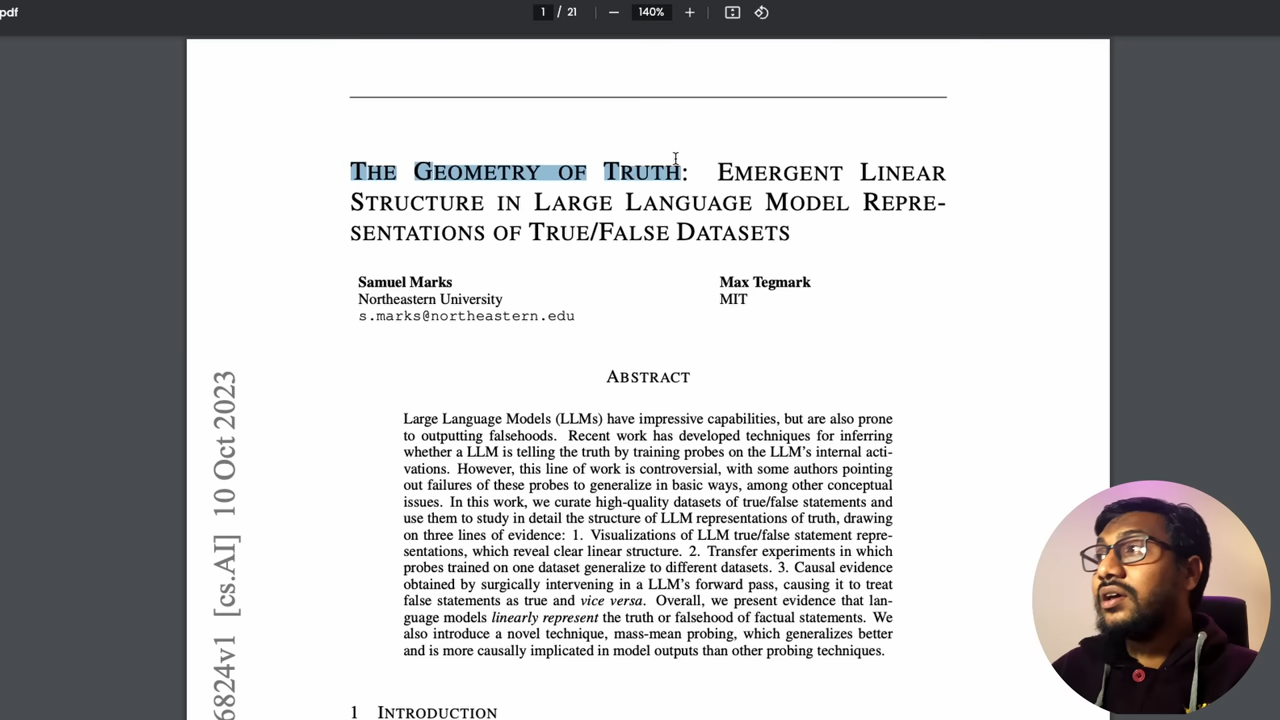 pdf
1 / 21 — 140% +
THE GEOMETRY OF TRUTH: EMERGENT LINEAR
STRUCTURE IN LARGE LANGUAGE MODEL REPRE-
SENTATIONS OF TRUE/FALSE DATASETS
Samuel Marks
Northeastern University
s.marks@northeastern.edu
Max Tegmark
MIT
ABSTRACT
Large Language Models (LLMs) have impressive capabilities, but are also prone
to outputting falsehoods. Recent work has developed techniques for inferring
whether a LLM is telling the truth by training probes on the LLM's internal acti-
vations. However, this line of work is controversial, with some authors pointing
out failures of these probes to generalize in basic ways, among other conceptual
issues. In this work, we curate high-quality datasets of true/false statements and
use them to study in detail the structure of LLM representations of truth, drawing
on three lines of evidence: 1. Visualizations of LLM true/false statement repre-
sentations, which reveal clear linear structure. 2. Transfer experiments in which
probes trained on one dataset generalize to different datasets. 3. Causal evidence
obtained by surgically intervening in a LLM's forward pass, causing it to treat
false statements as true and vice versa. Overall, we present evidence that lan-
guage models linearly represent the truth or falsehood of factual statements. We
also introduce a novel technique, mass-mean probing, which generalizes better
and is more causally implicated in model outputs than other probing techniques.
1 INTRODUCTION
6824v1 [cs.AI] 10 Oct 2023